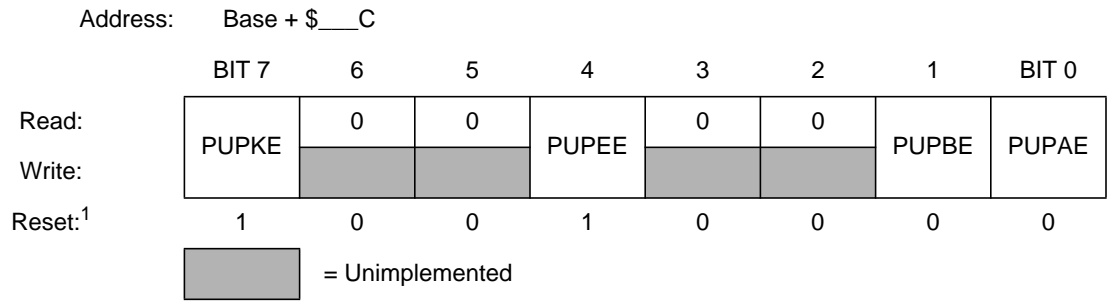 Address: Base + $___C
BIT 7 6 5 4 3 2 1 BIT 0
Read: PUPKE 0 0 PUPEE 0 0 PUPBE PUPAE
Write:
Reset:1 1 0 0 1 0 0 0 0
= Unimplemented